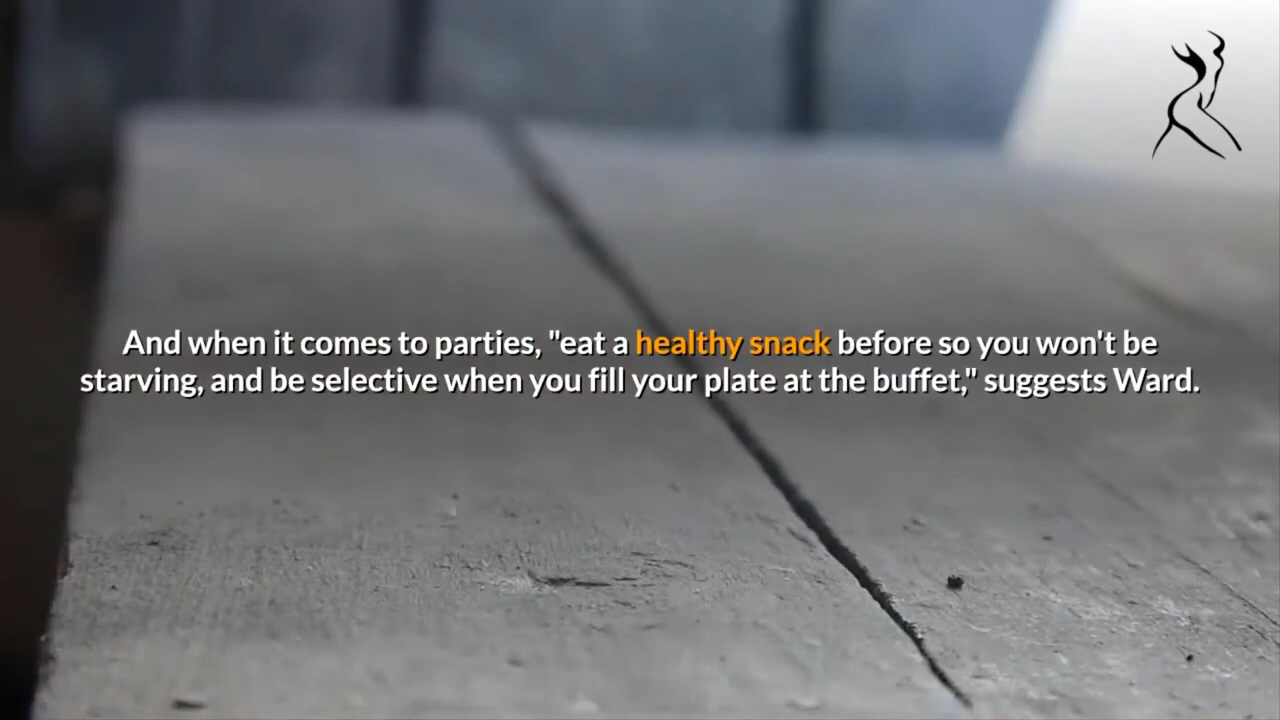 And when it comes to parties, "eat a healthy snack before so you won't be
starving, and be selective when you fill your plate at the buffet," suggests Ward.